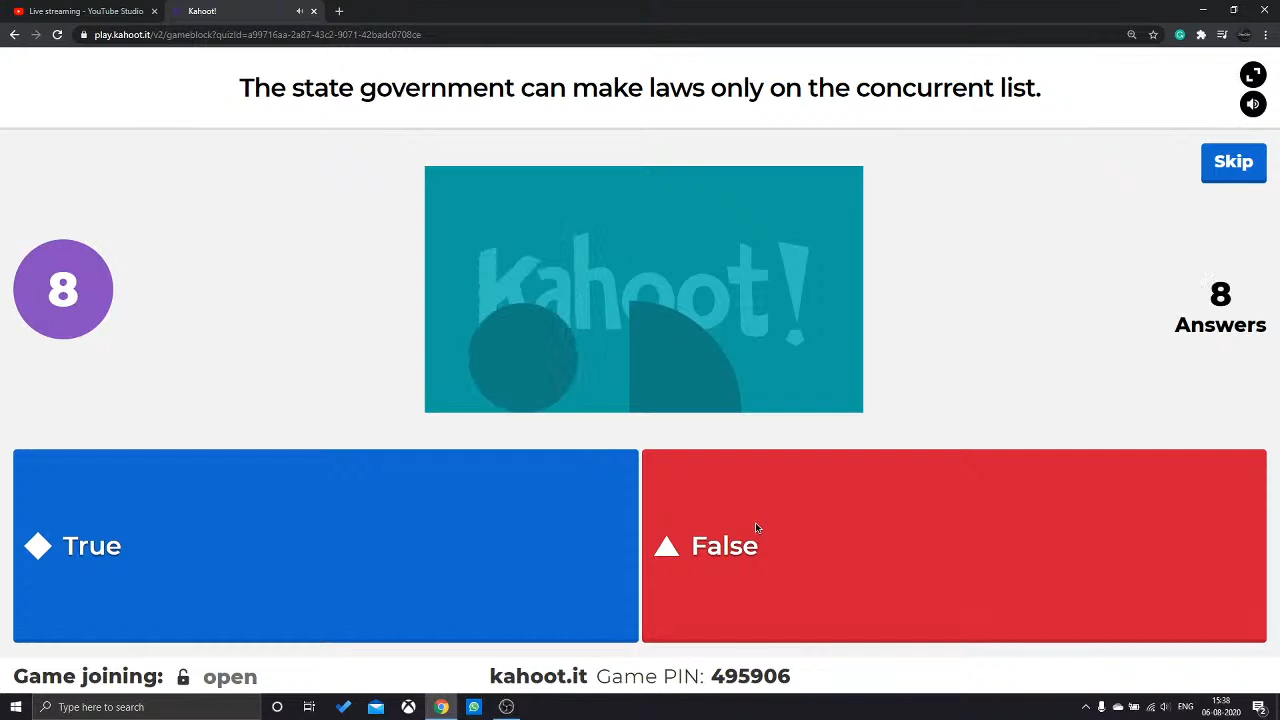 Live streaming - YouTube Studio
Kahoot!
play.kahoot.it/v2/gameblock?quizId=a99716aa-2a87-43c2-9071-42badc0708ce
The state government can make laws only on the concurrent list.
Skip
kahoot!
8
8
Answers
True
False
Game joining: open
kahoot.it Game PIN: 495906
Type here to search
ENG
15:38
06-08-2020
2